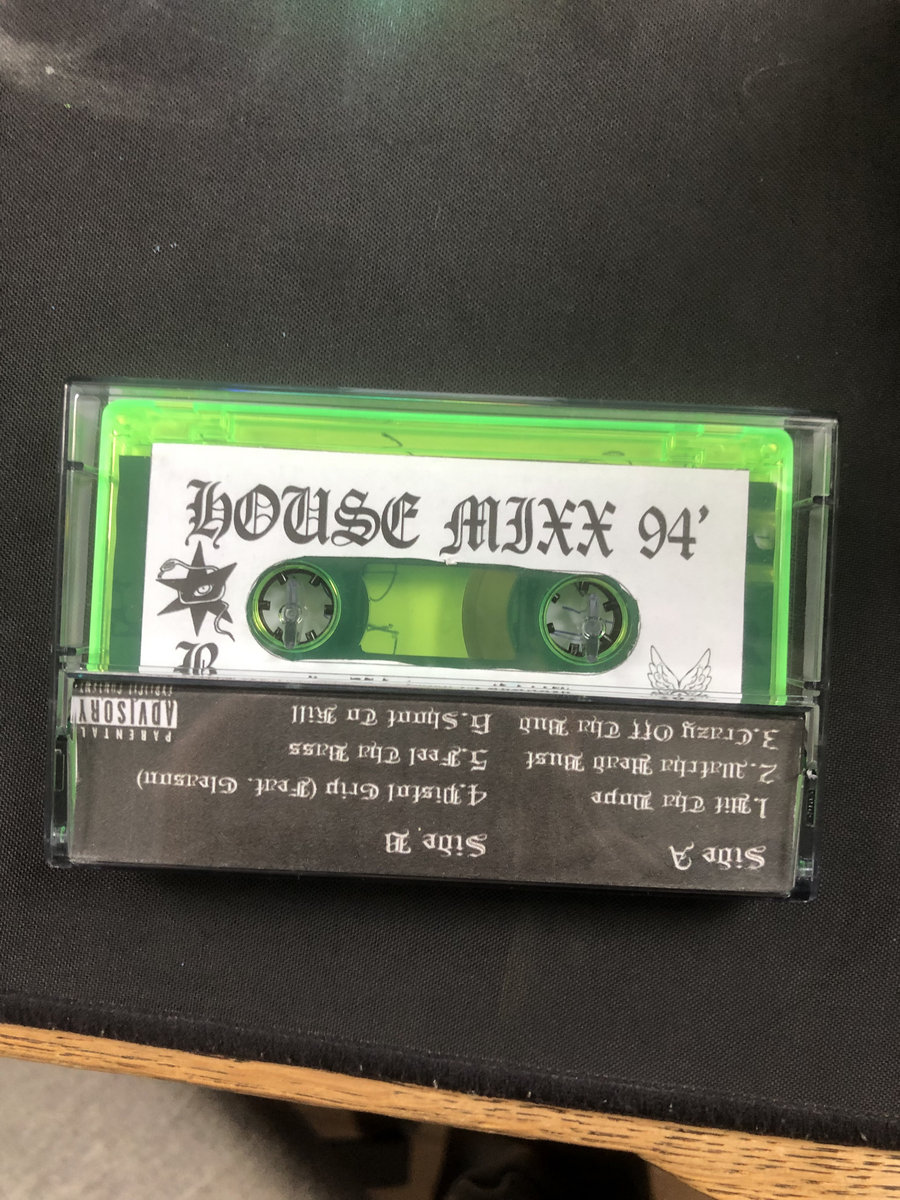 HOUSE MIXX 94'
B
Side A
1.Hit Tha Dope
2.Watcha Head Bust
3.Crazy Off Tha Bud
Side B
4.Pistol Grip (Feat. Gleason)
5.Feel Tha Bass
6.Shoot To Kill
PARENTAL
ADVISORY
EXPLICIT CONTENT